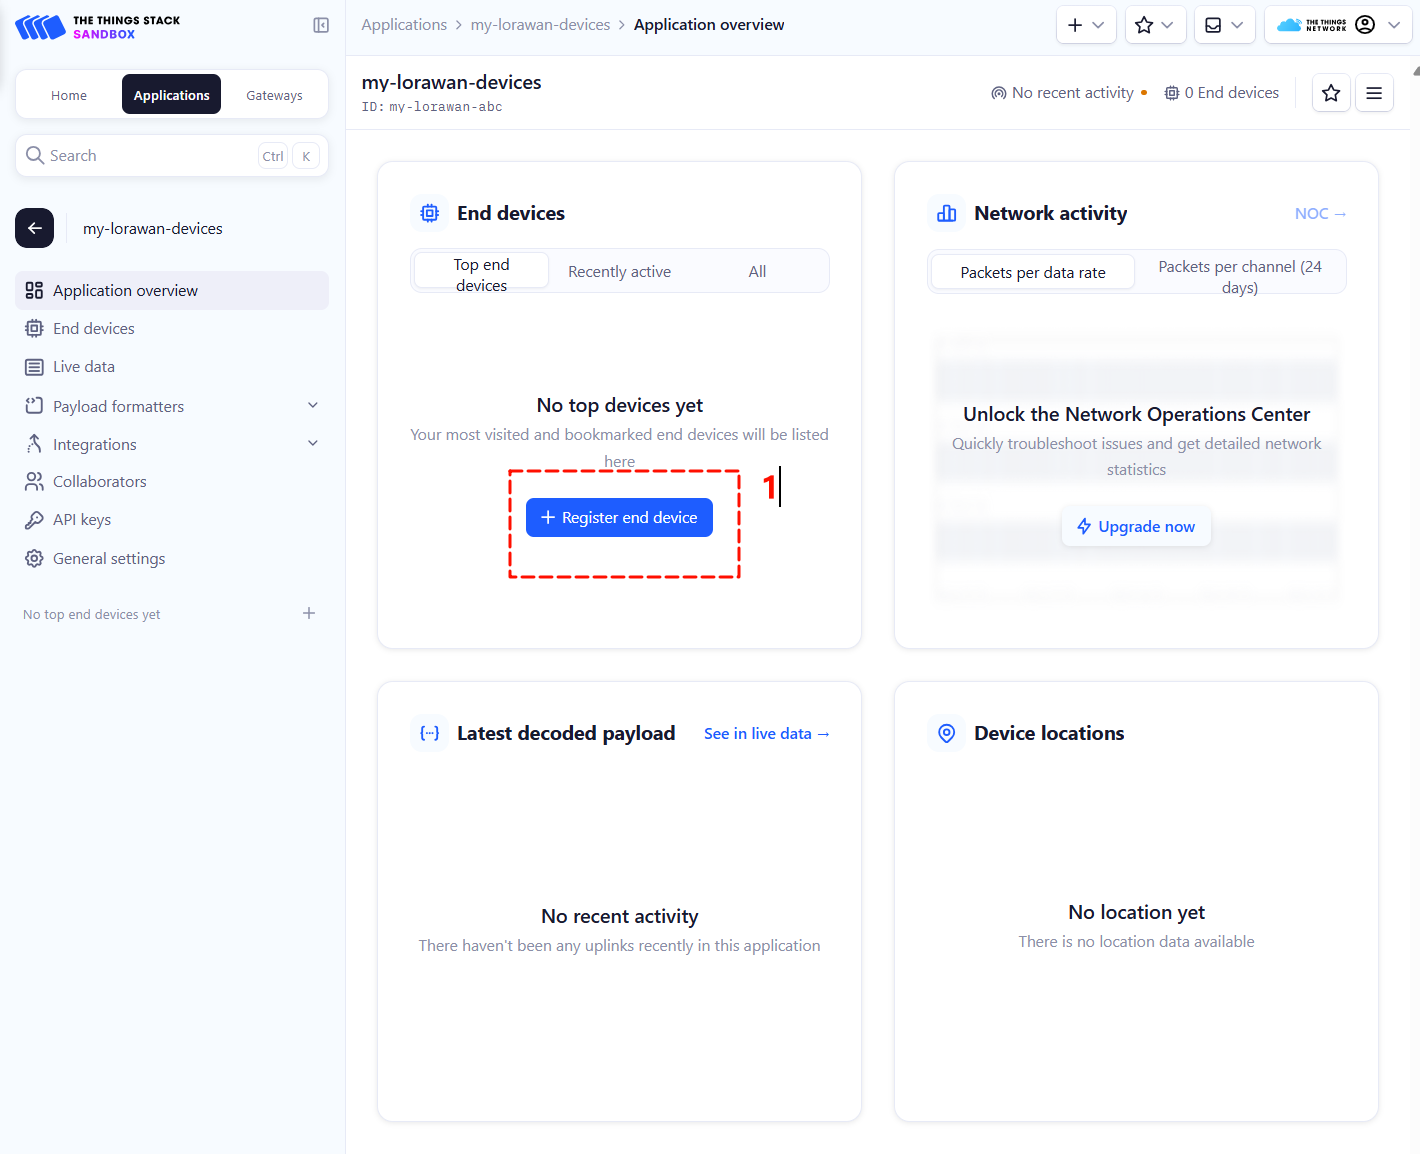 THE THINGS STACK
SANDBOX
Applications > my-lorawan-devices > Application overview
THE THINGS
NETWORK
Home
Applications
Gateways
Search
Ctrl
K
my-lorawan-devices
Application overview
End devices
Live data
Payload formatters
Integrations
Collaborators
API keys
General settings
No top end devices yet
my-lorawan-devices
ID: my-lorawan-abc
No recent activity
0 End devices
End devices
Top end
devices
Recently active
All
No top devices yet
Your most visited and bookmarked end devices will be listed
here
1
+ Register end device
Network activity
NOC →
Packets per data rate
Packets per channel (24
days)
Unlock the Network Operations Center
Quickly troubleshoot issues and get detailed network
statistics
Upgrade now
Latest decoded payload
See in live data →
No recent activity
There haven't been any uplinks recently in this application
Device locations
No location yet
There is no location data available